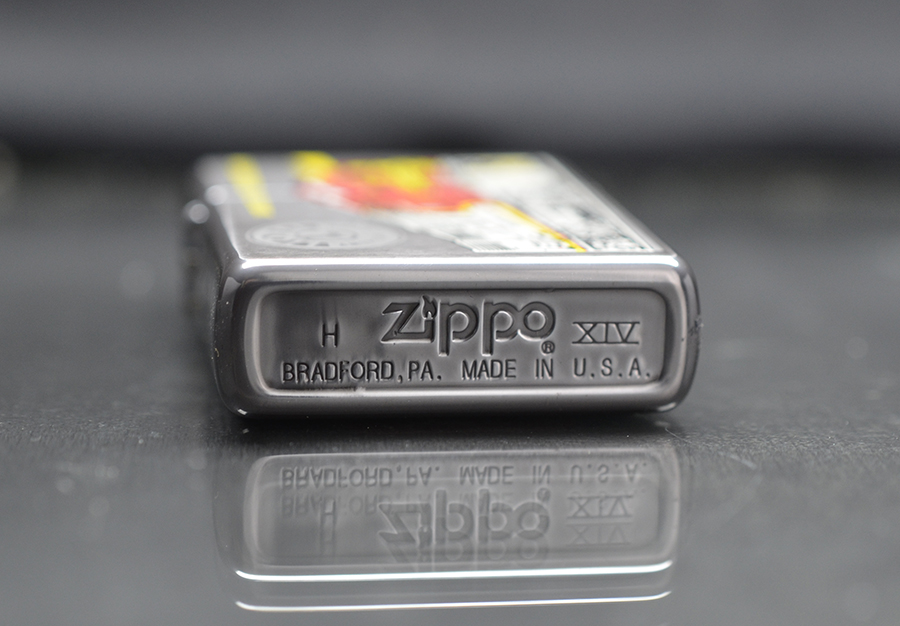 H Zippo® XIV
BRADFORD,PA. MADE IN U.S.A.